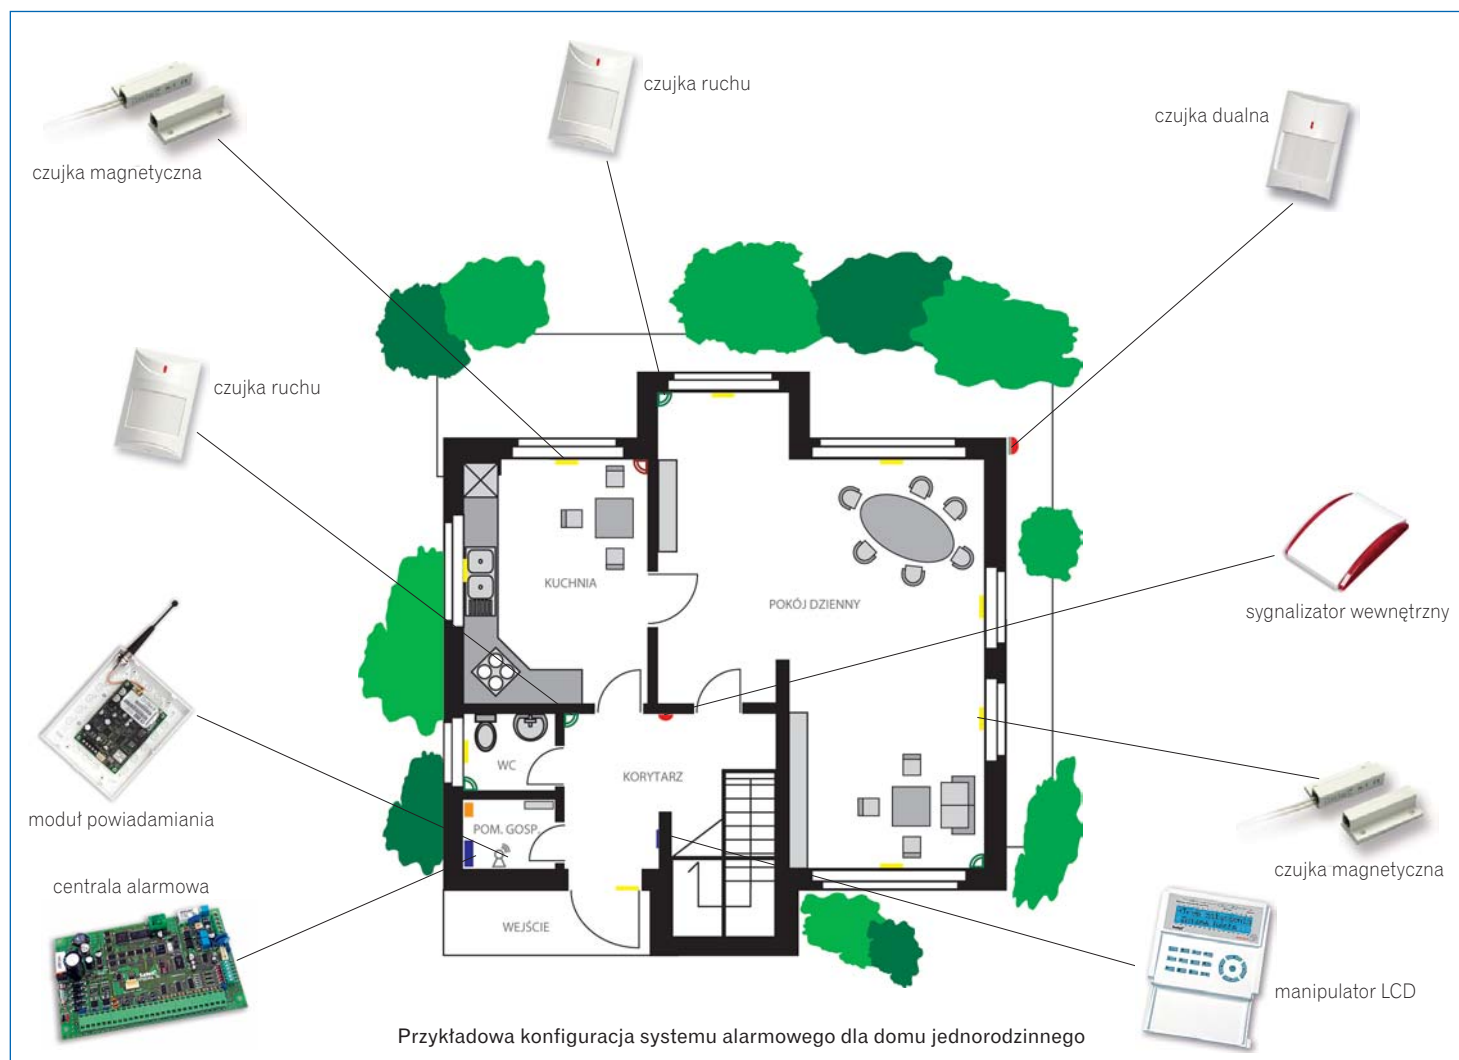 czujka ruchu
czujka dualna
czujka magnetyczna
czujka ruchu
sygnalizator wewnętrzny
KUCHNIA
POKÓJ DZIENNY
WC
KORYTARZ
moduł powiadamiania
POM. GOSP.
czujka magnetyczna
centrala alarmowa
WEJŚCIE
manipulator LCD
Przykładowa konfiguracja systemu alarmowego dla domu jednorodzinnego